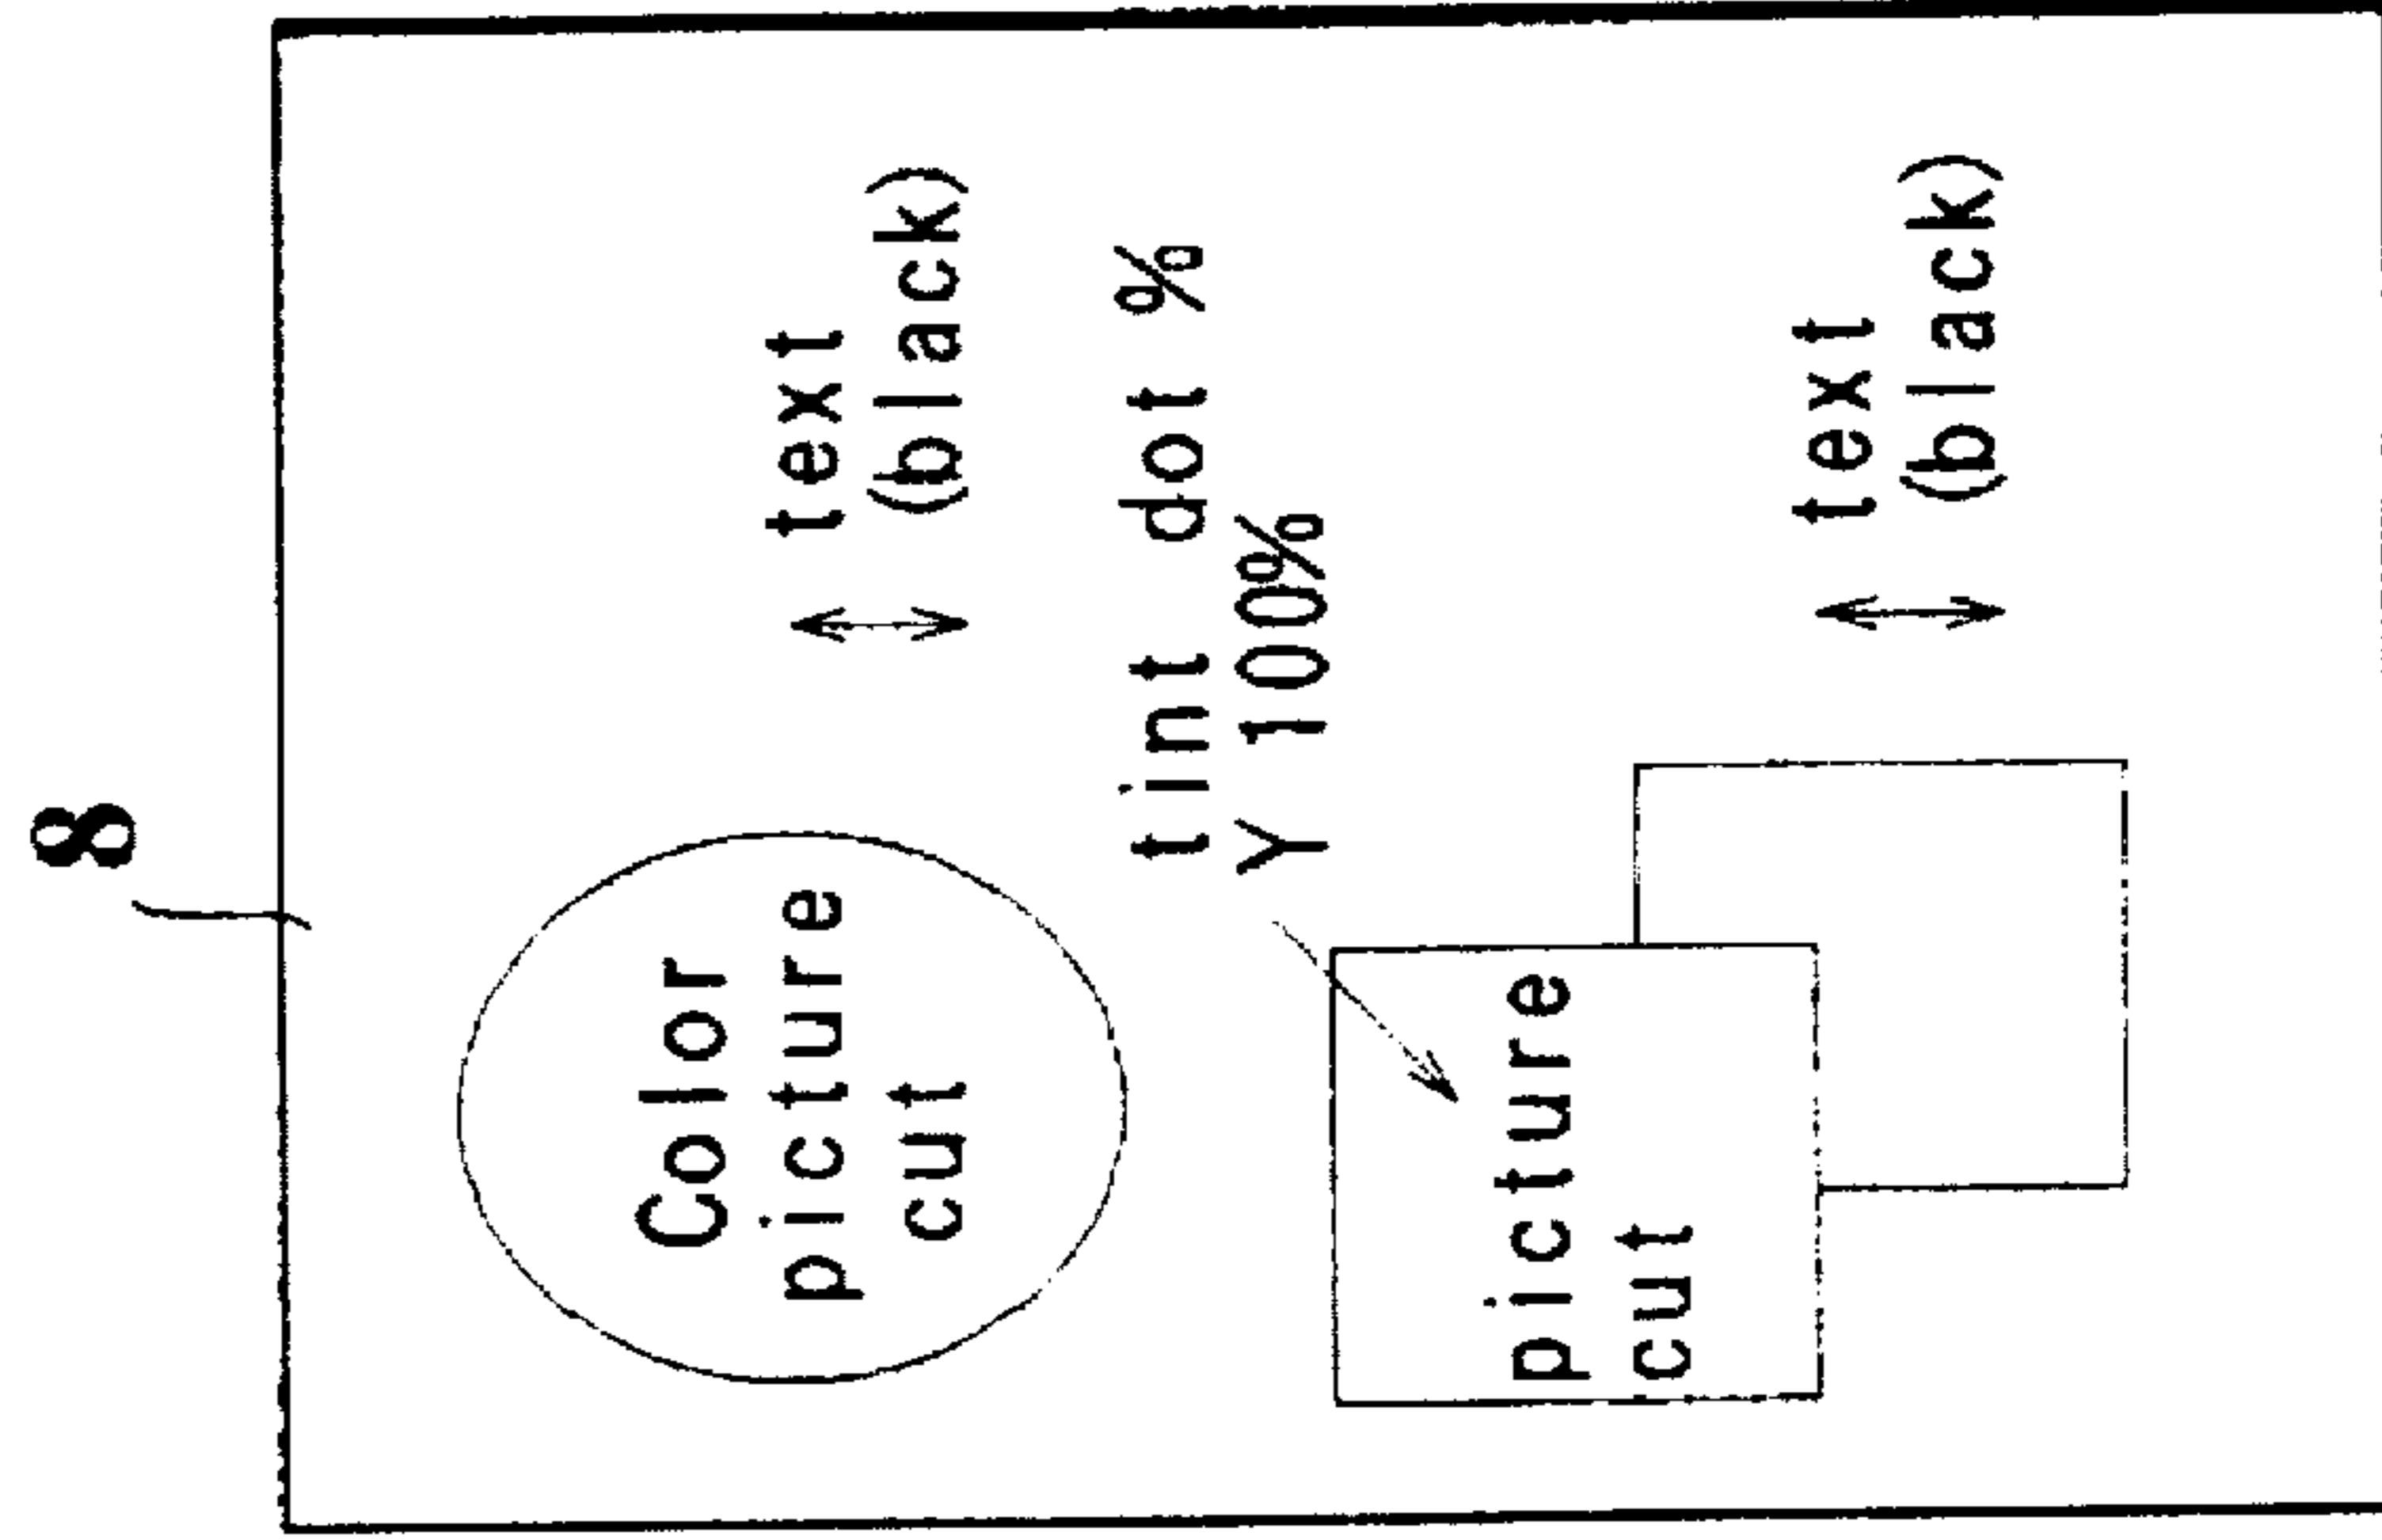 8
Color
picture
cut
text
(black)
tint dot %
Y 100%
picture
cut
text
(black)